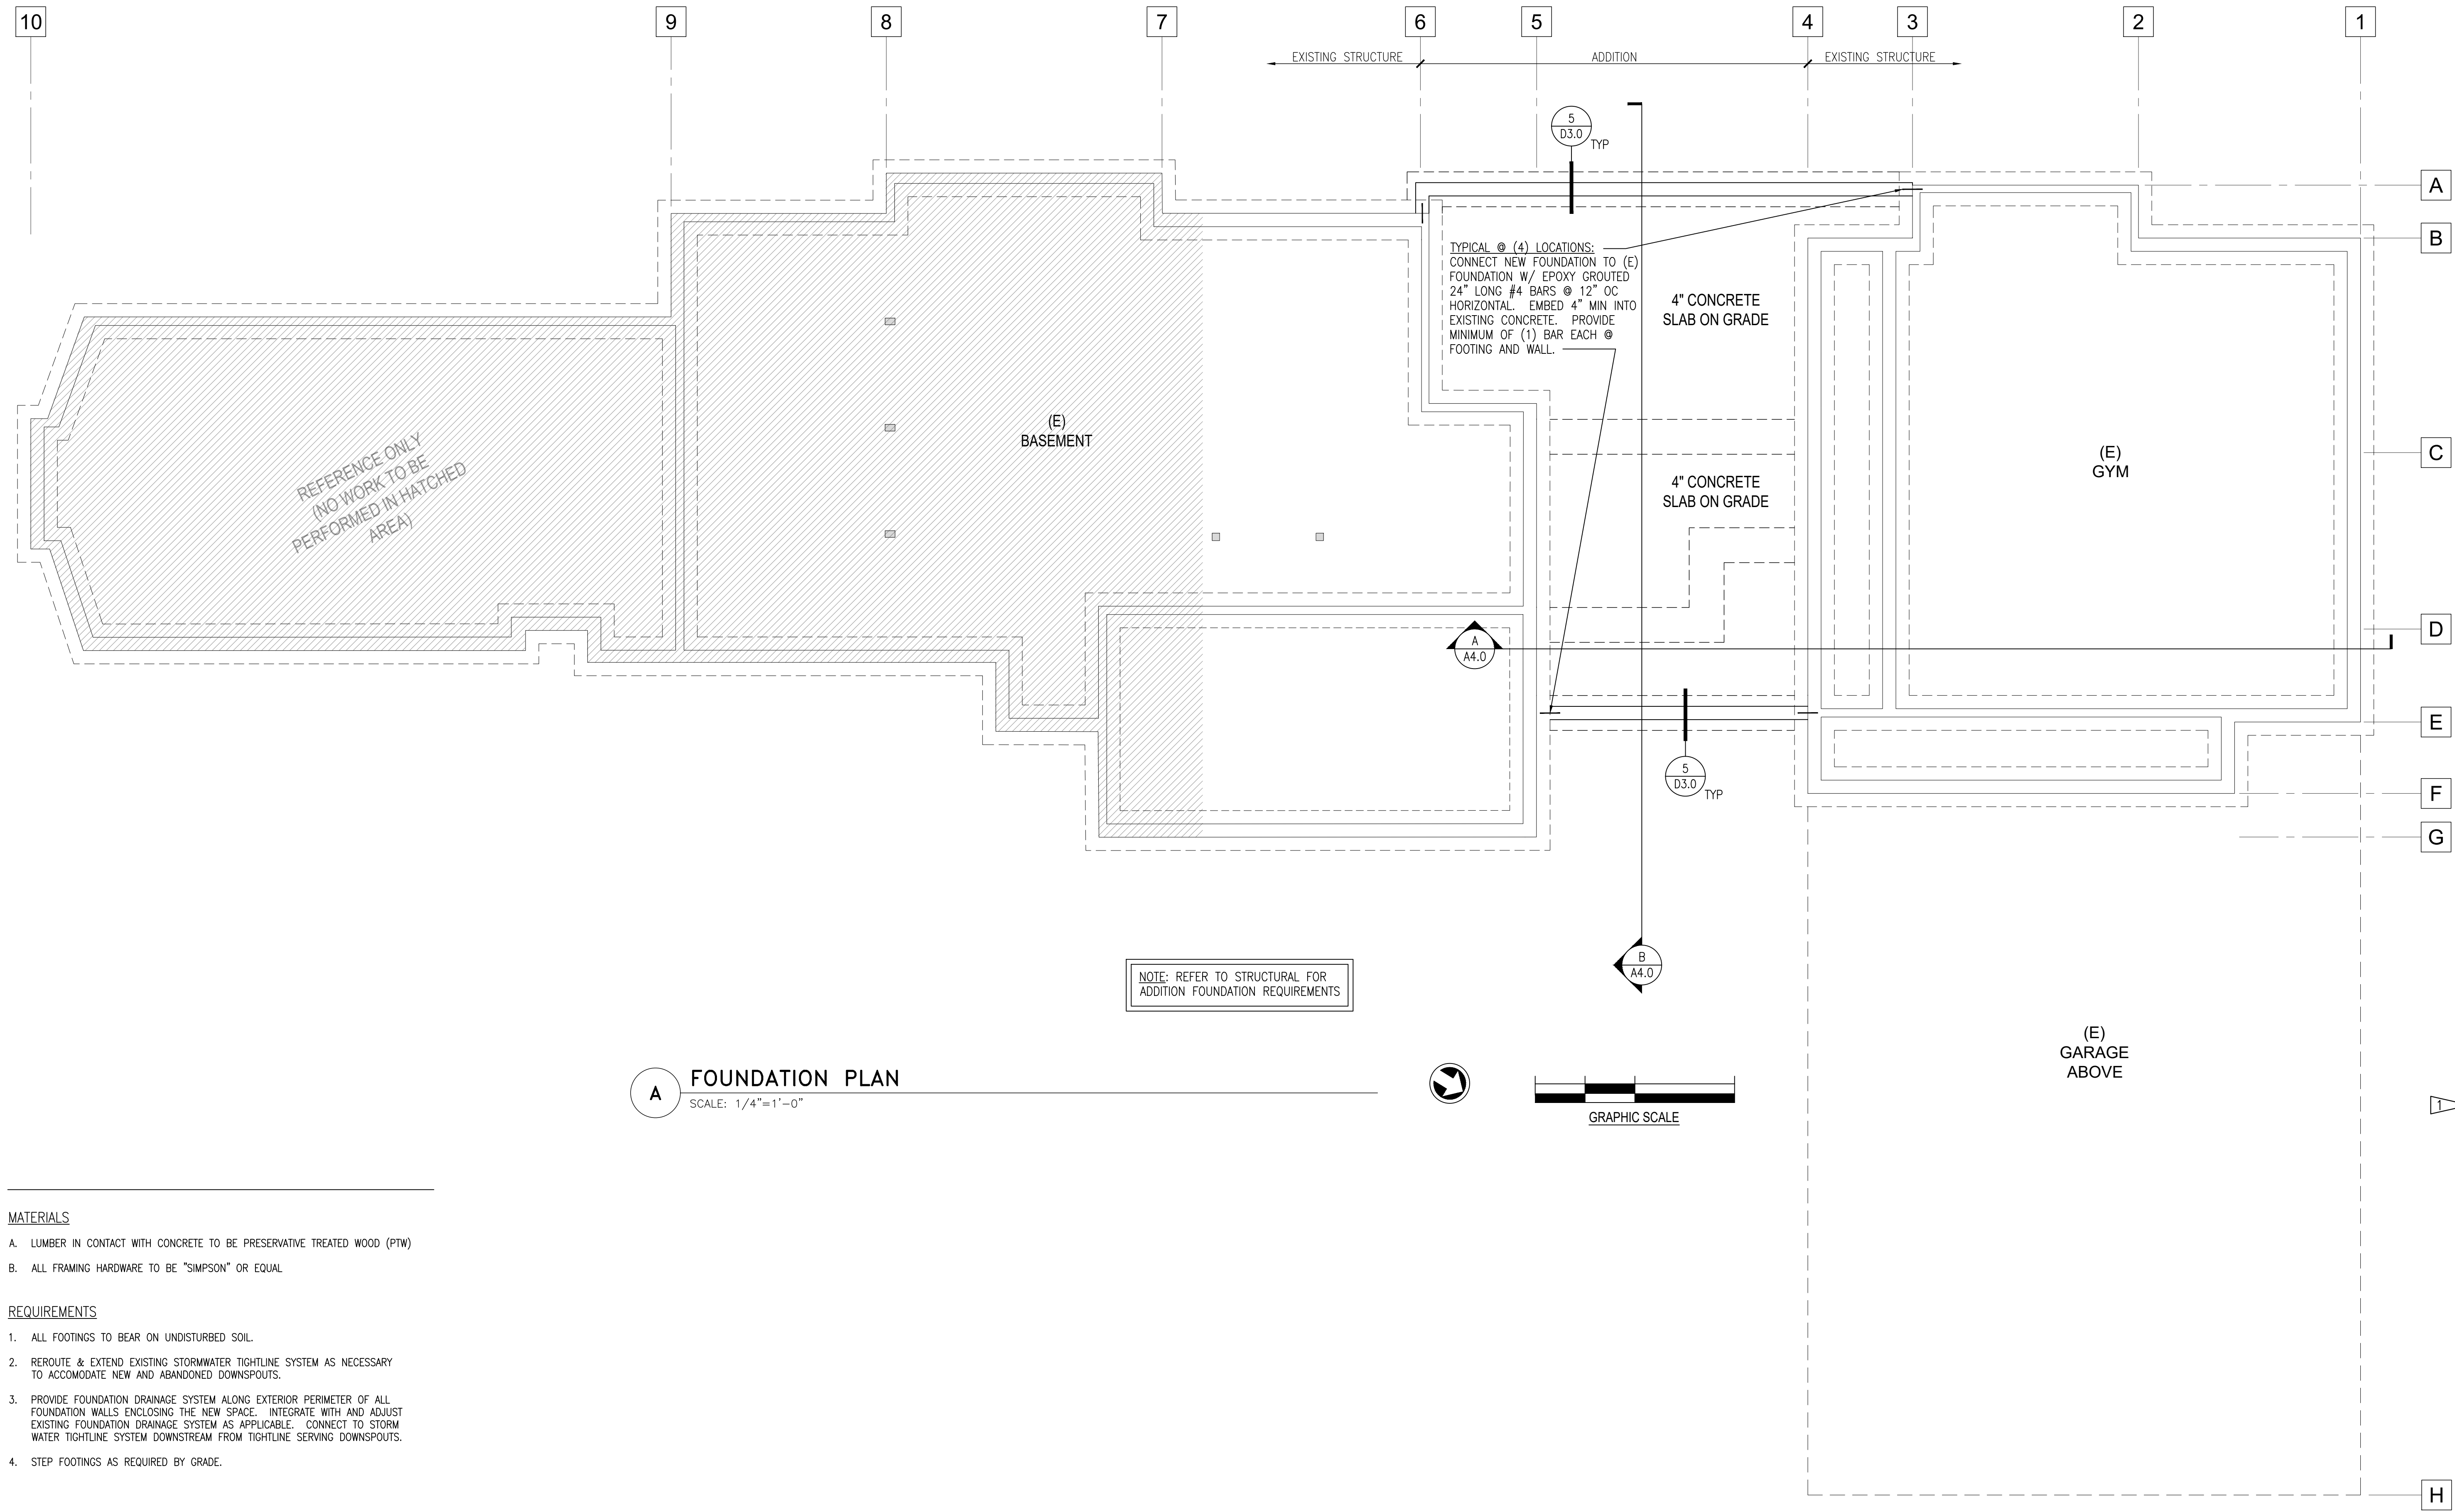 10
9
8
7
6
5
4
3
2
1
EXISTING STRUCTURE
ADDITION
EXISTING STRUCTURE
5
D3.0
TYP
A
B
C
D
E
F
G
H
TYPICAL @ (4) LOCATIONS:
CONNECT NEW FOUNDATION TO (E)
FOUNDATION W/ EPOXY GROUTED
24" LONG #4 BARS @ 12" OC
HORIZONTAL. EMBED 4" MIN INTO
EXISTING CONCRETE. PROVIDE
MINIMUM OF (1) BAR EACH @
FOOTING AND WALL.
4" CONCRETE
SLAB ON GRADE
4" CONCRETE
SLAB ON GRADE
(E)
BASEMENT
(E)
GYM
REFERENCE ONLY
(NO WORK TO BE
PERFORMED IN HATCHED
AREA)
A
A4.0
5
D3.0
TYP
B
A4.0
NOTE: REFER TO STRUCTURAL FOR
ADDITION FOUNDATION REQUIREMENTS
(E)
GARAGE
ABOVE
A
FOUNDATION PLAN
SCALE: 1/4"=1'-0"
GRAPHIC SCALE
1
MATERIALS
A. LUMBER IN CONTACT WITH CONCRETE TO BE PRESERVATIVE TREATED WOOD (PTW)
B. ALL FRAMING HARDWARE TO BE "SIMPSON" OR EQUAL
REQUIREMENTS
1. ALL FOOTINGS TO BEAR ON UNDISTURBED SOIL.
2. REROUTE & EXTEND EXISTING STORMWATER TIGHTLINE SYSTEM AS NECESSARY
TO ACCOMODATE NEW AND ABANDONED DOWNSPOUTS.
3. PROVIDE FOUNDATION DRAINAGE SYSTEM ALONG EXTERIOR PERIMETER OF ALL
FOUNDATION WALLS ENCLOSING THE NEW SPACE. INTEGRATE WITH AND ADJUST
EXISTING FOUNDATION DRAINAGE SYSTEM AS APPLICABLE. CONNECT TO STORM
WATER TIGHTLINE SYSTEM DOWNSTREAM FROM TIGHTLINE SERVING DOWNSPOUTS.
4. STEP FOOTINGS AS REQUIRED BY GRADE.